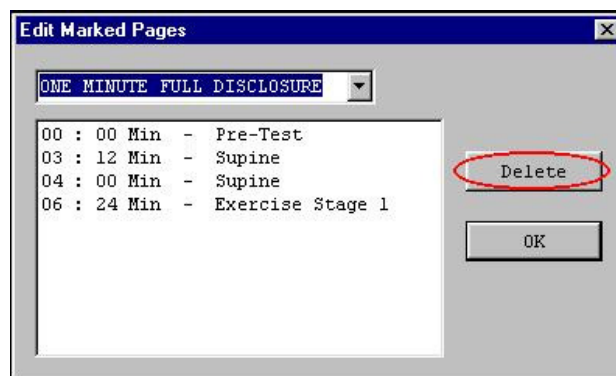 Edit Marked Pages
ONE MINUTE FULL DISCLOSURE
00 : 00 Min - Pre-Test
03 : 12 Min - Supine
04 : 00 Min - Supine
06 : 24 Min - Exercise Stage 1
Delete
OK